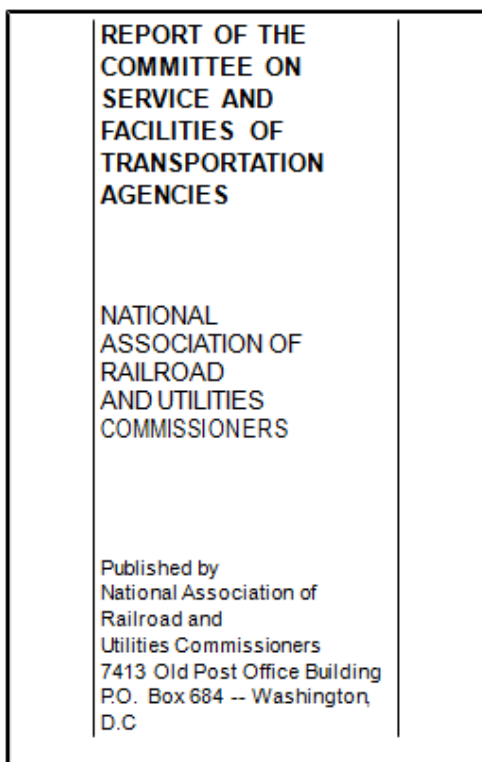 REPORT OF THE
COMMITTEE ON
SERVICE AND
FACILITIES OF
TRANSPORTATION
AGENCIES
NATIONAL
ASSOCIATION OF
RAILROAD
AND UTILITIES
COMMISSIONERS
Published by
National Association of
Railroad and
Utilities Commissioners
7413 Old Post Office Building
P.O. Box 684 -- Washington,
D.C